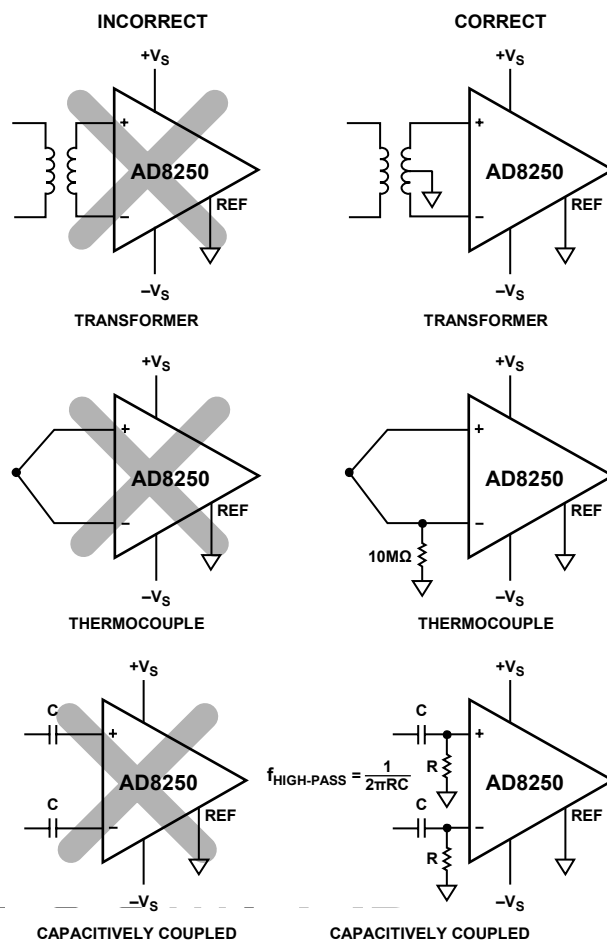 INCORRECT
CORRECT
+VS
+VS
+
AD8250
REF
−
−VS
TRANSFORMER
+
AD8250
REF
−
−VS
TRANSFORMER
+VS
+VS
+
AD8250
REF
−
−VS
THERMOCOUPLE
+
AD8250
REF
−
10MΩ
−VS
THERMOCOUPLE
+VS
+VS
C
+
AD8250
C
−
REF
−VS
CAPACITIVELY COUPLED
fHIGH-PASS = 1
2πRC
C
+
R
AD8250
C
−
REF
R
−VS
CAPACITIVELY COUPLED